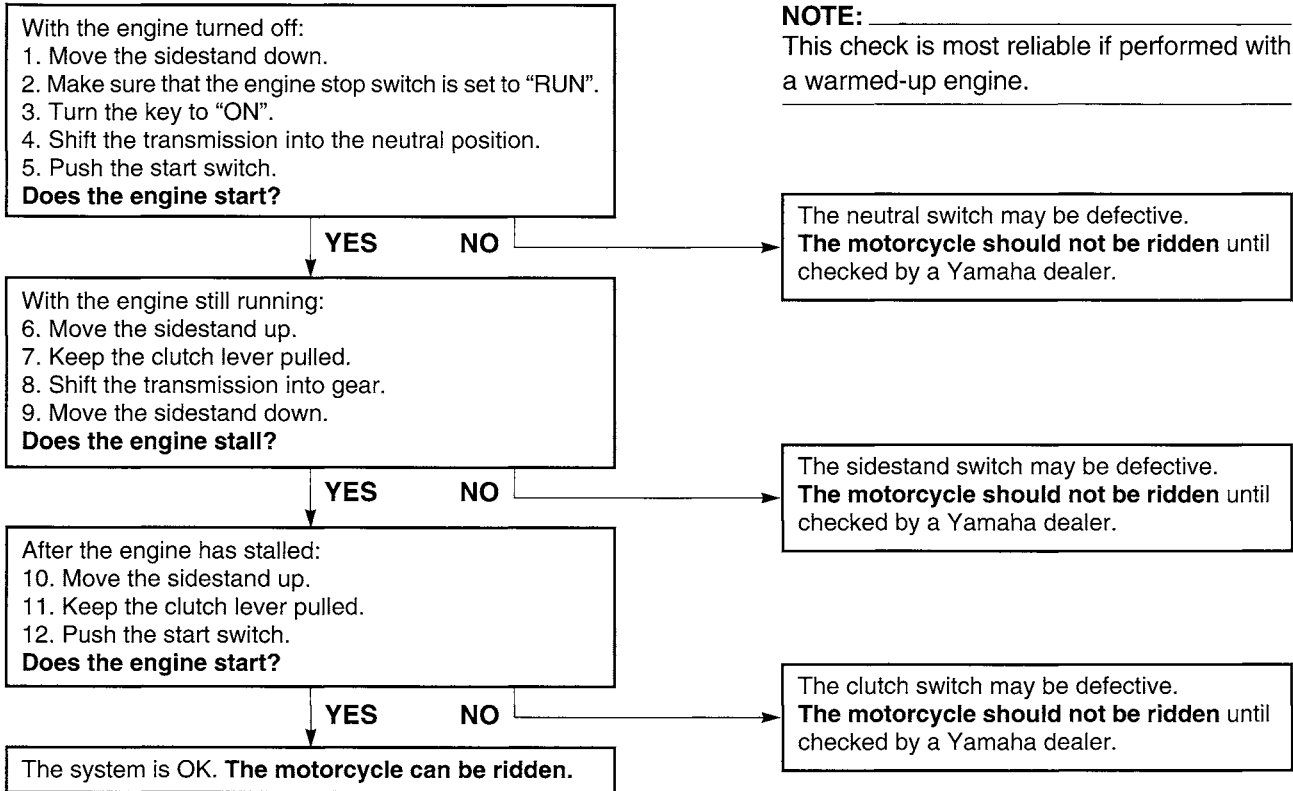 With the engine turned off:
1. Move the sidestand down.
2. Make sure that the engine stop switch is set to “RUN”.
3. Turn the key to “ON”.
4. Shift the transmission into the neutral position.
5. Push the start switch.
Does the engine start?
NOTE:
This check is most reliable if performed with
a warmed-up engine.
YES NO
The neutral switch may be defective.
The motorcycle should not be ridden until
checked by a Yamaha dealer.
With the engine still running:
6. Move the sidestand up.
7. Keep the clutch lever pulled.
8. Shift the transmission into gear.
9. Move the sidestand down.
Does the engine stall?
YES NO
The sidestand switch may be defective.
The motorcycle should not be ridden until
checked by a Yamaha dealer.
After the engine has stalled:
10. Move the sidestand up.
11. Keep the clutch lever pulled.
12. Push the start switch.
Does the engine start?
YES NO
The clutch switch may be defective.
The motorcycle should not be ridden until
checked by a Yamaha dealer.
The system is OK. The motorcycle can be ridden.